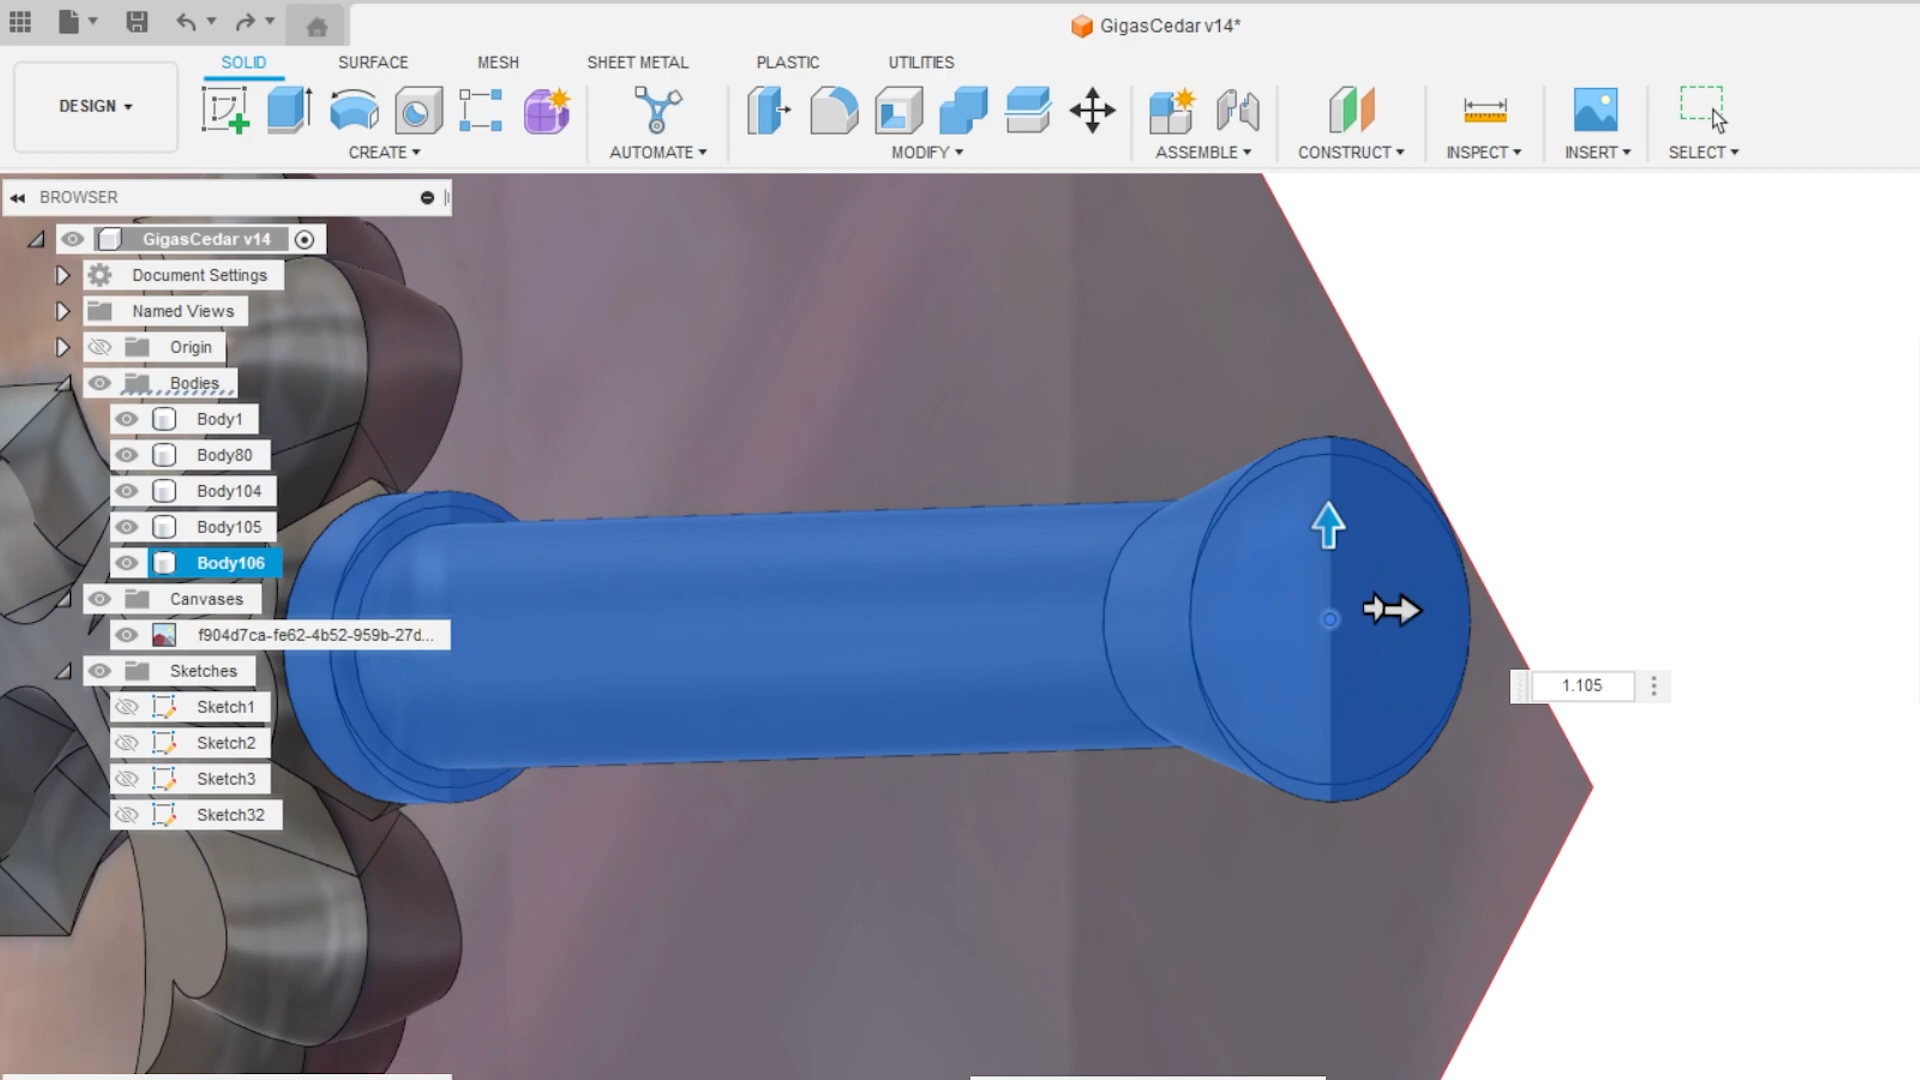 GigasCedar v14*
SOLID
SURFACE
MESH
SHEET METAL
PLASTIC
UTILITIES
DESIGN
CREATE
AUTOMATE
MODIFY
ASSEMBLE
CONSTRUCT
INSPECT
INSERT
SELECT
BROWSER
GigasCedar v14
Document Settings
Named Views
Origin
Bodies
Body1
Body80
Body104
Body105
Body106
Canvases
f904d7ca-fe62-4b52-959b-27d...
Sketches
Sketch1
Sketch2
Sketch3
Sketch32
1.105